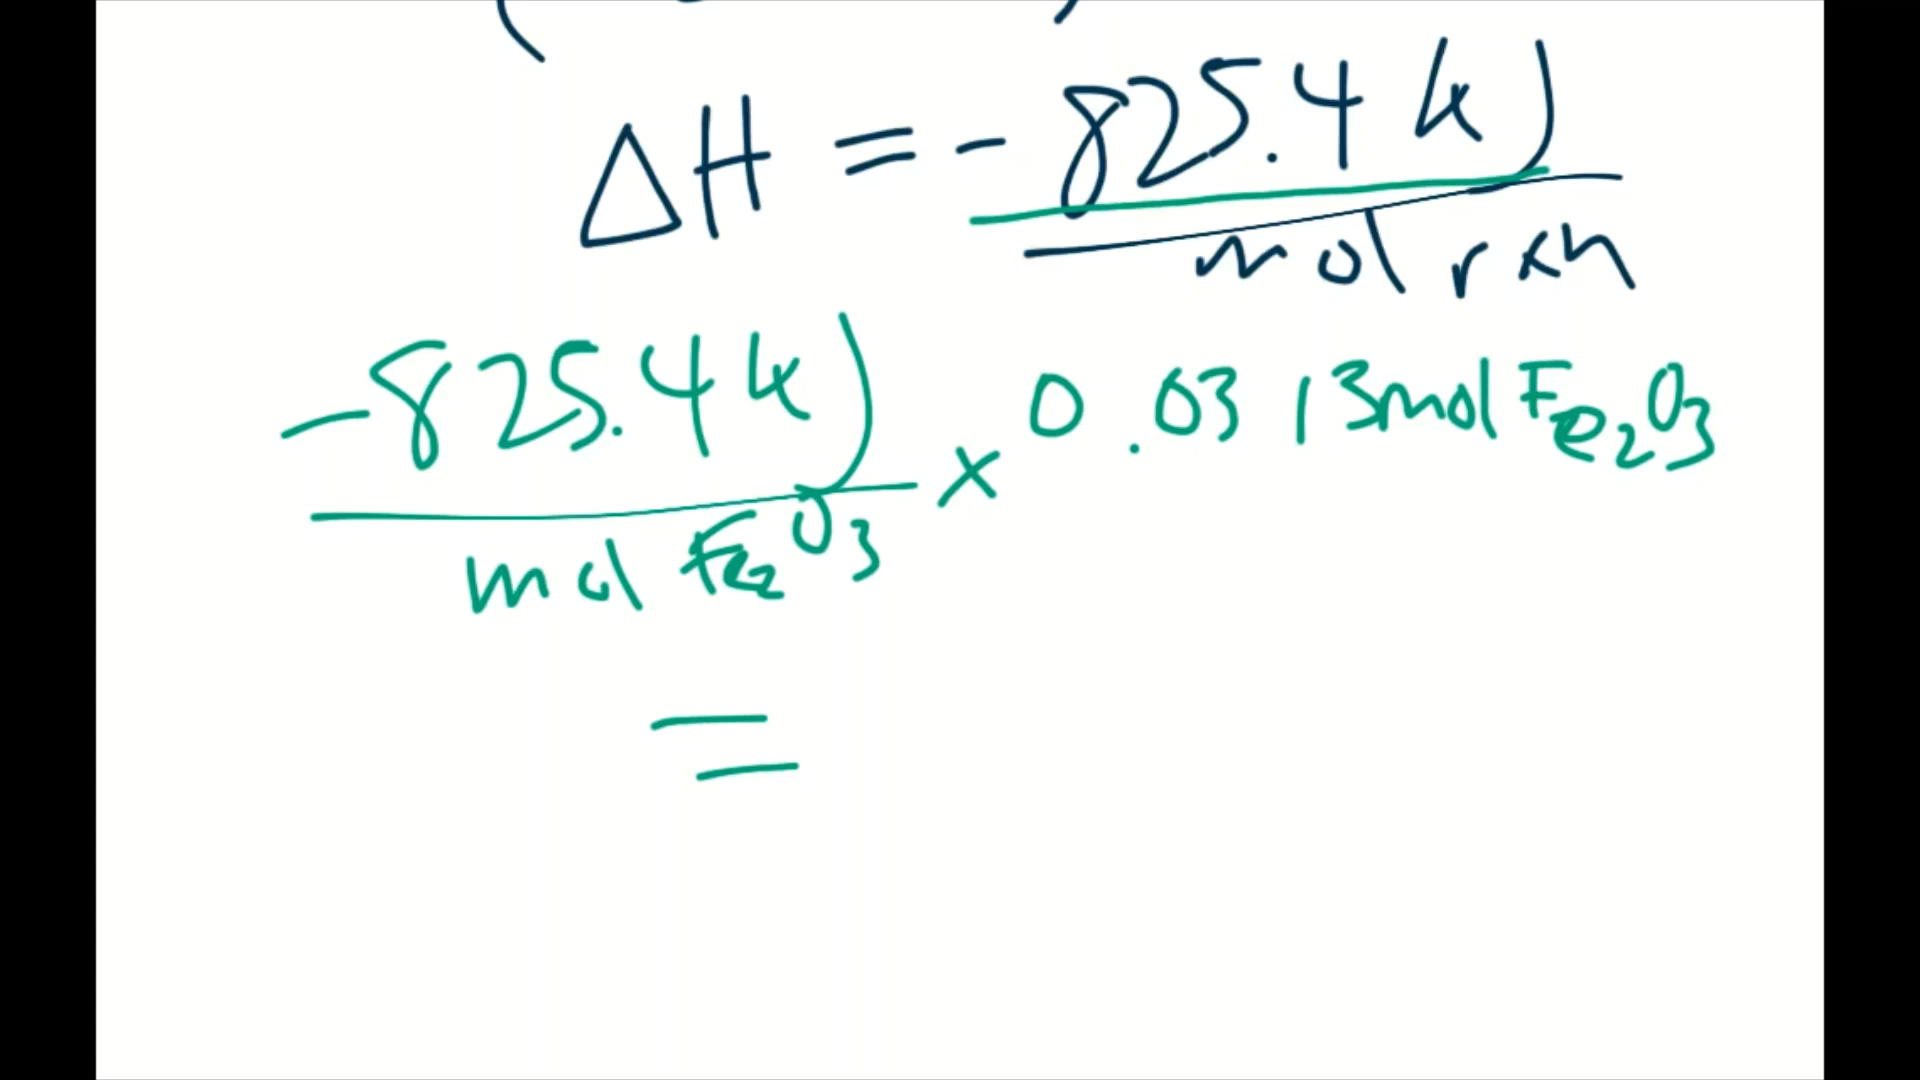 ΔH = -825.4 kJ
mol rxn
-825.4 kJ × 0.0313 mol Fe₂O₃
mol Fe₂O₃
=